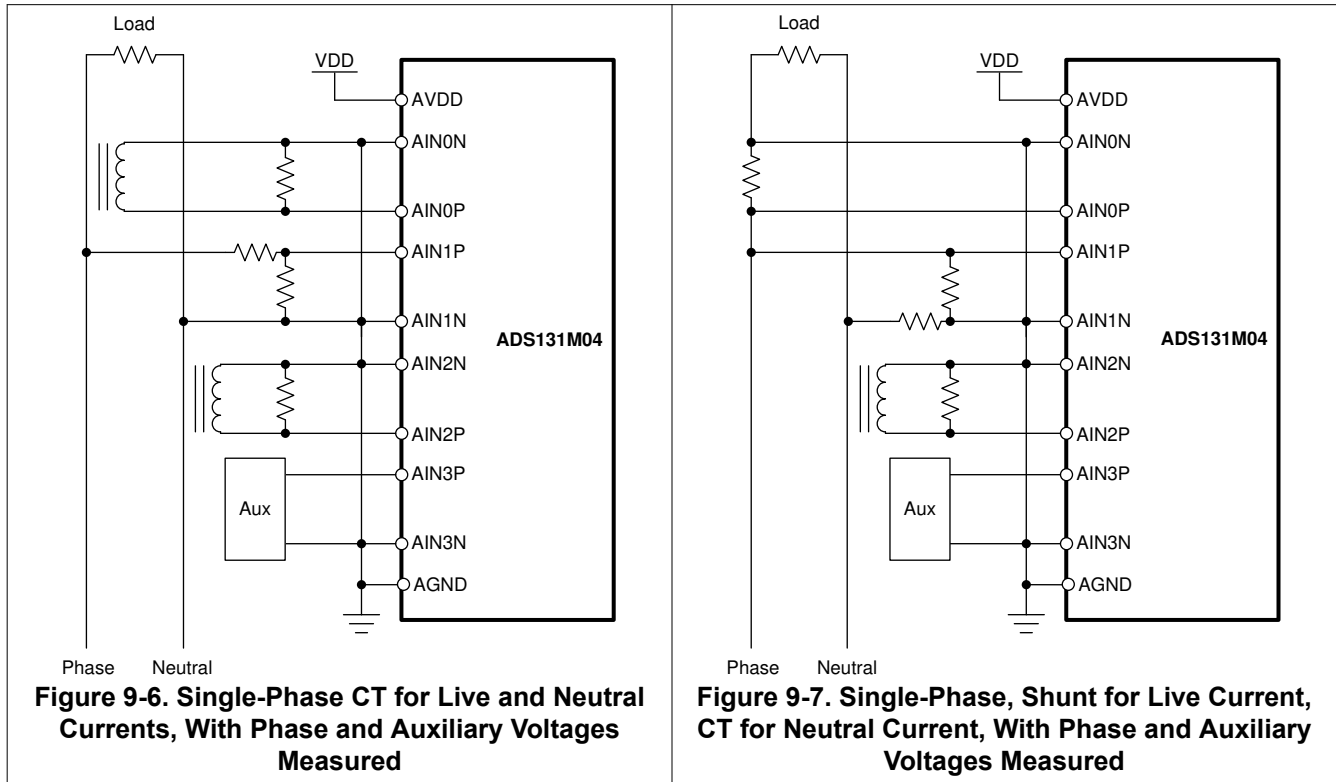 Load
VDD
AVDD
AIN0N
AIN0P
AIN1P
AIN1N
ADS131M04
AIN2N
AIN2P
AIN3P
Aux
AIN3N
AGND
Phase Neutral
Figure 9-6. Single-Phase CT for Live and Neutral
Currents, With Phase and Auxiliary Voltages
Measured
Load
VDD
AVDD
AIN0N
AIN0P
AIN1P
AIN1N
ADS131M04
AIN2N
AIN2P
AIN3P
Aux
AIN3N
AGND
Phase Neutral
Figure 9-7. Single-Phase, Shunt for Live Current,
CT for Neutral Current, With Phase and Auxiliary
Voltages Measured